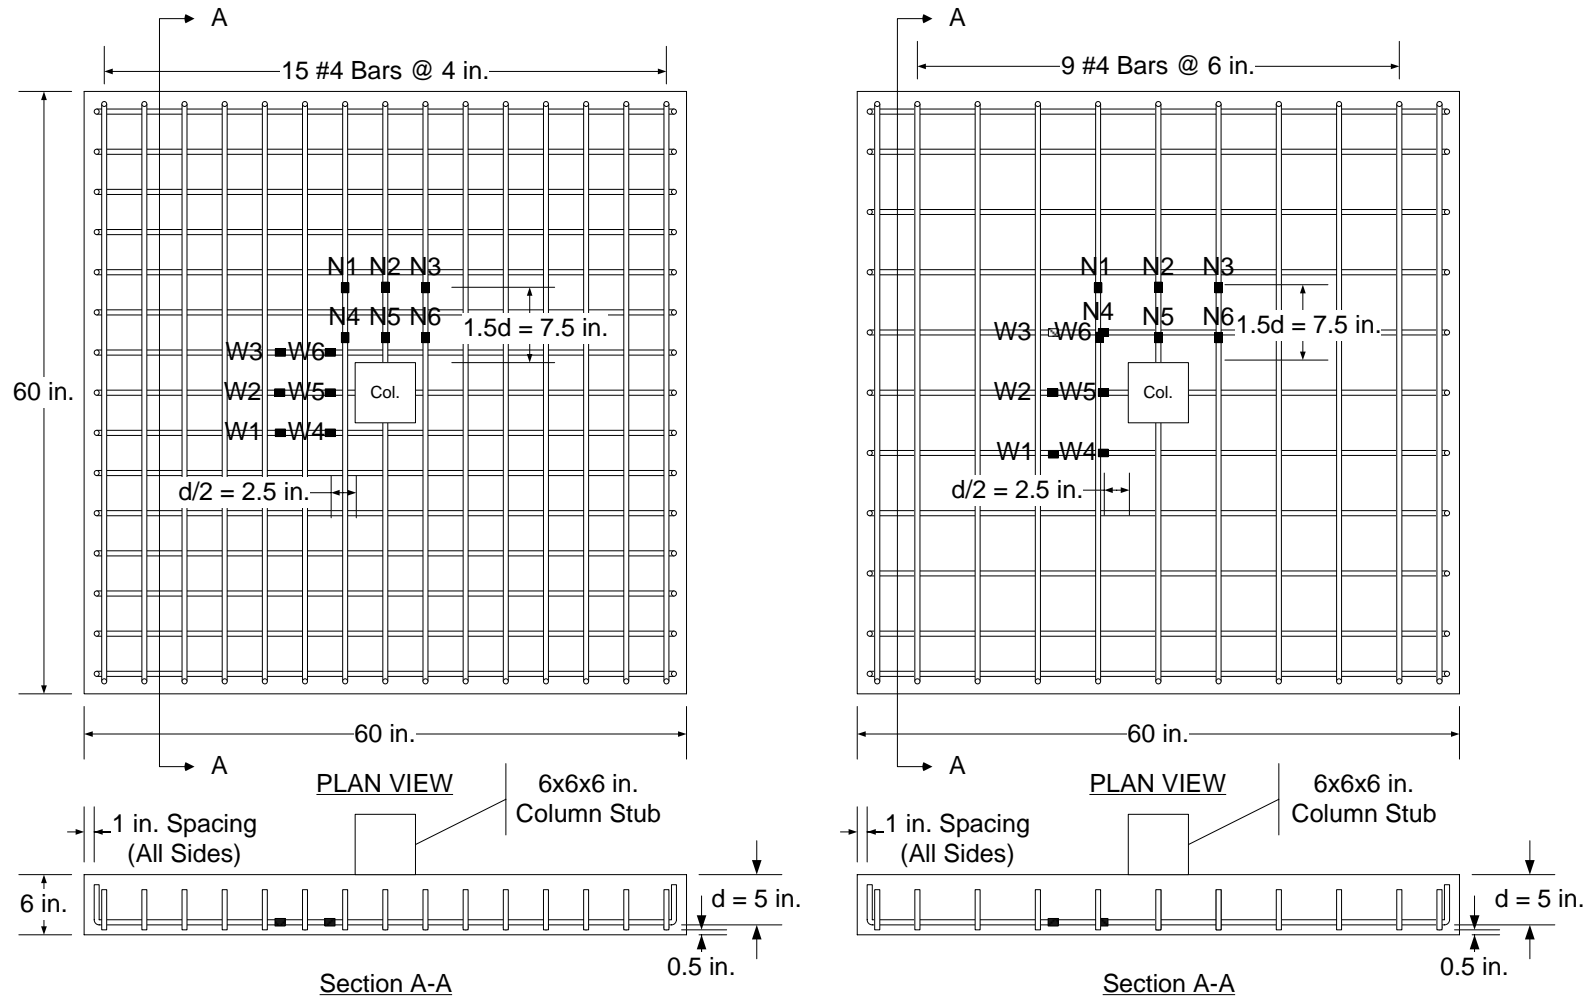 A
15 #4 Bars @ 4 in.
N1 N2 N3
N4 N5 N6
1.5d = 7.5 in.
W3 W6
W2 W5
W1 W4
Col.
60 in.
d/2 = 2.5 in.
60 in.
A
PLAN VIEW
6x6x6 in.
Column Stub
1 in. Spacing
(All Sides)
6 in.
d = 5 in.
0.5 in.
Section A-A
A
9 #4 Bars @ 6 in.
N1 N2 N3
N4
N5 N6
1.5d = 7.5 in.
W3 W6
W2 W5
W1 W4
Col.
d/2 = 2.5 in.
60 in.
A
PLAN VIEW
6x6x6 in.
Column Stub
1 in. Spacing
(All Sides)
d = 5 in.
0.5 in.
Section A-A